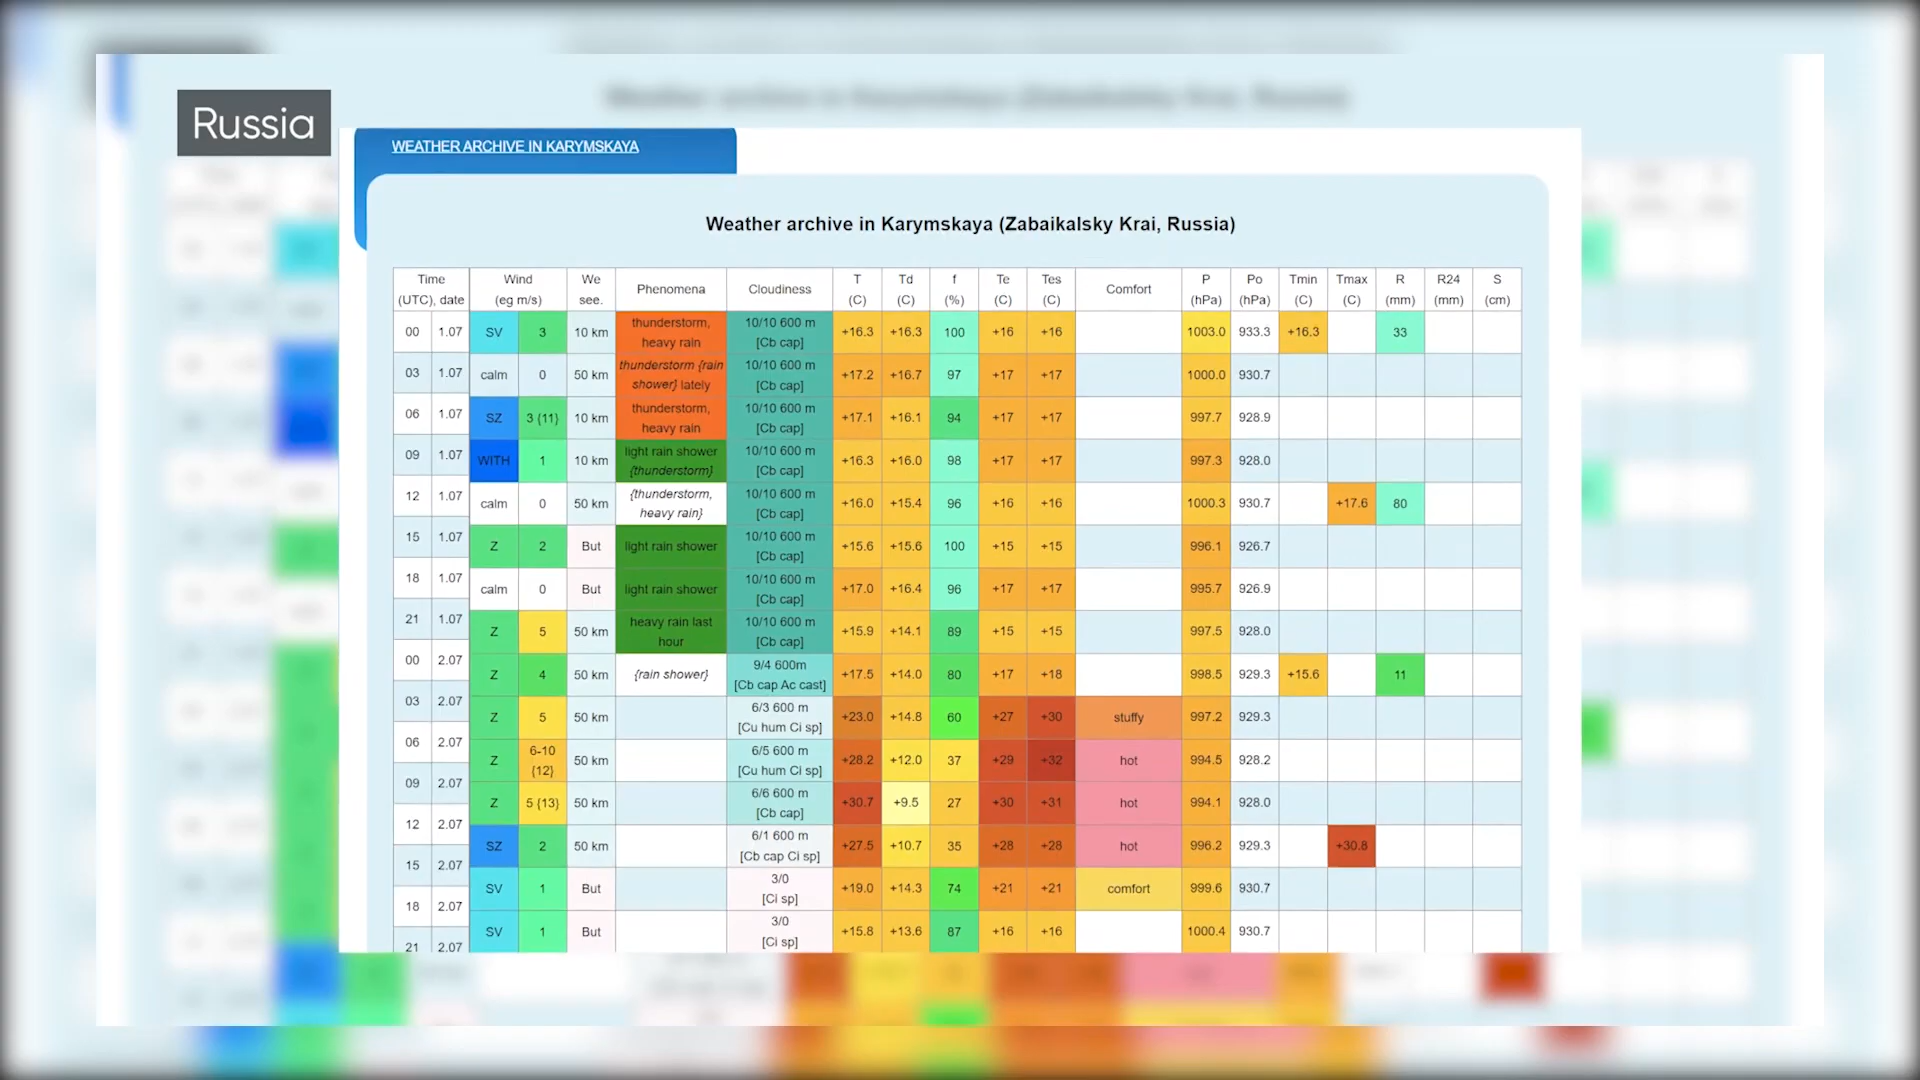 Russia
WEATHER ARCHIVE IN KARYMSKAYA
Weather archive in Karymskaya (Zabaikalsky Krai, Russia)
Time (UTC), date Wind (eg m/s) We see. Phenomena Cloudiness T (C) Td (C) f (%) Te (C) Tes (C) Comfort P (hPa) Po (hPa) Tmin (C) Tmax (C) R (mm) R24 (mm) S (cm)
00 1.07 SV 3 10 km thunderstorm, heavy rain 10/10 600 m [Cb cap] +16.3 +16.3 100 +16 +16 1003.0 933.3 +16.3 33
03 1.07 calm 0 50 km thunderstorm {rain shower} lately 10/10 600 m [Cb cap] +17.2 +16.7 97 +17 +17 1000.0 930.7
06 1.07 SZ 3 {11} 10 km thunderstorm, heavy rain 10/10 600 m [Cb cap] +17.1 +16.1 94 +17 +17 997.7 928.9
09 1.07 WITH 1 10 km light rain shower {thunderstorm} 10/10 600 m [Cb cap] +16.3 +16.0 98 +17 +17 997.3 928.0
12 1.07 calm 0 50 km {thunderstorm, heavy rain} 10/10 600 m [Cb cap] +16.0 +15.4 96 +16 +16 1000.3 930.7 +17.6 80
15 1.07 Z 2 But light rain shower 10/10 600 m [Cb cap] +15.6 +15.6 100 +15 +15 996.1 926.7
18 1.07 calm 0 But light rain shower 10/10 600 m [Cb cap] +17.0 +16.4 96 +17 +17 995.7 926.9
21 1.07 Z 5 50 km heavy rain last hour 10/10 600 m [Cb cap] +15.9 +14.1 89 +15 +15 997.5 928.0
00 2.07 Z 4 50 km {rain shower} 9/4 600m [Cb cap Ac cast] +17.5 +14.0 80 +17 +18 998.5 929.3 +15.6 11
03 2.07 Z 5 50 km 6/3 600 m [Cu hum Ci sp] +23.0 +14.8 60 +27 +30 stuffy 997.2 929.3
06 2.07 Z 6-10 {12} 50 km 6/5 600 m [Cu hum Ci sp] +28.2 +12.0 37 +29 +32 hot 994.5 928.2
09 2.07 Z 5 {13} 50 km 6/6 600 m [Cb cap] +30.7 +9.5 27 +30 +31 hot 994.1 928.0
12 2.07 SZ 2 50 km 6/1 600 m [Cb cap Ci sp] +27.5 +10.7 35 +28 +28 hot 996.2 929.3 +30.8
15 2.07 SV 1 But 3/0 [Ci sp] +19.0 +14.3 74 +21 +21 comfort 999.6 930.7
18 2.07 SV 1 But 3/0 [Ci sp] +15.8 +13.6 87 +16 +16 1000.4 930.7
21 2.07